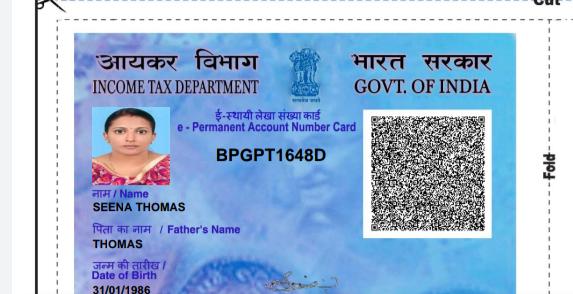 Cut
आयकर विभाग
INCOME TAX DEPARTMENT
सत्यमेव जयते
भारत सरकार
GOVT. OF INDIA
ई-स्थायी लेखा संख्या कार्ड
e - Permanent Account Number Card
BPGPT1648D
नाम / Name
SEENA THOMAS
पिता का नाम / Father's Name
THOMAS
जन्म की तारीख /
Date of Birth
31/01/1986
Fold